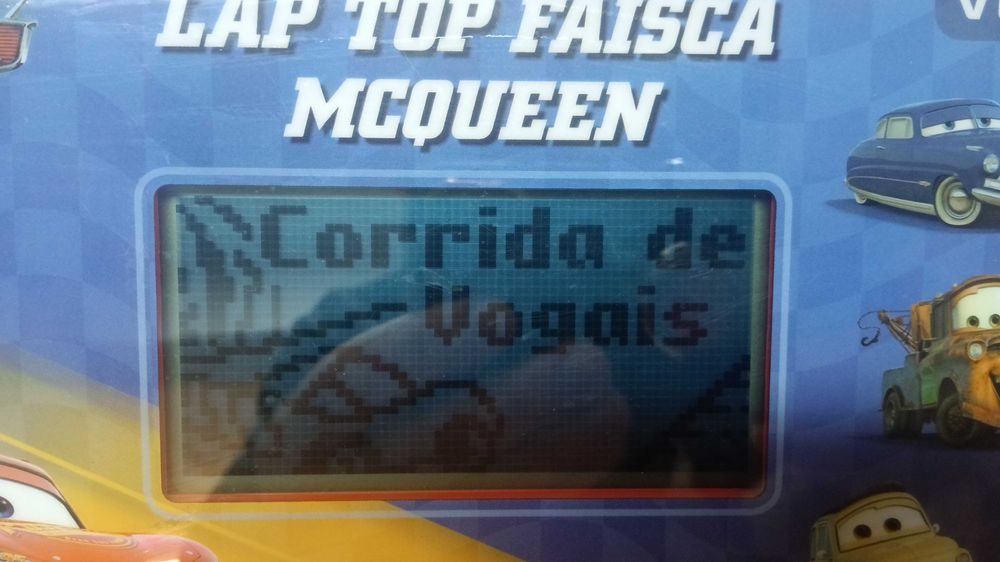 LAP TOP FAISCA
MCQUEEN
Corrida de
Vogais